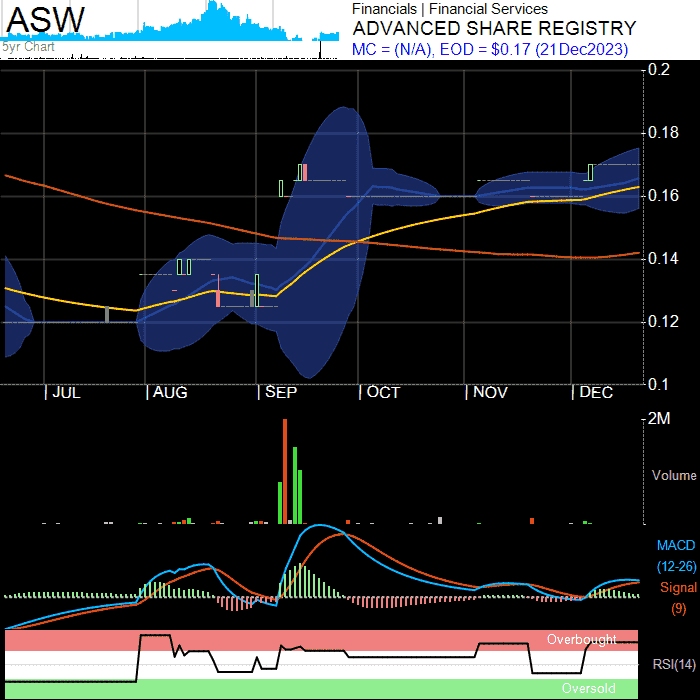 ASW
5yr Chart
Financials | Financial Services
ADVANCED SHARE REGISTRY
MC = (N/A), EOD = $0.17 (21Dec2023)
0.2
0.18
0.16
0.14
0.12
0.1
JUL
AUG
SEP
OCT
NOV
DEC
2M
Volume
MACD
(12-26)
Signal
(9)
Overbought
RSI(14)
Oversold